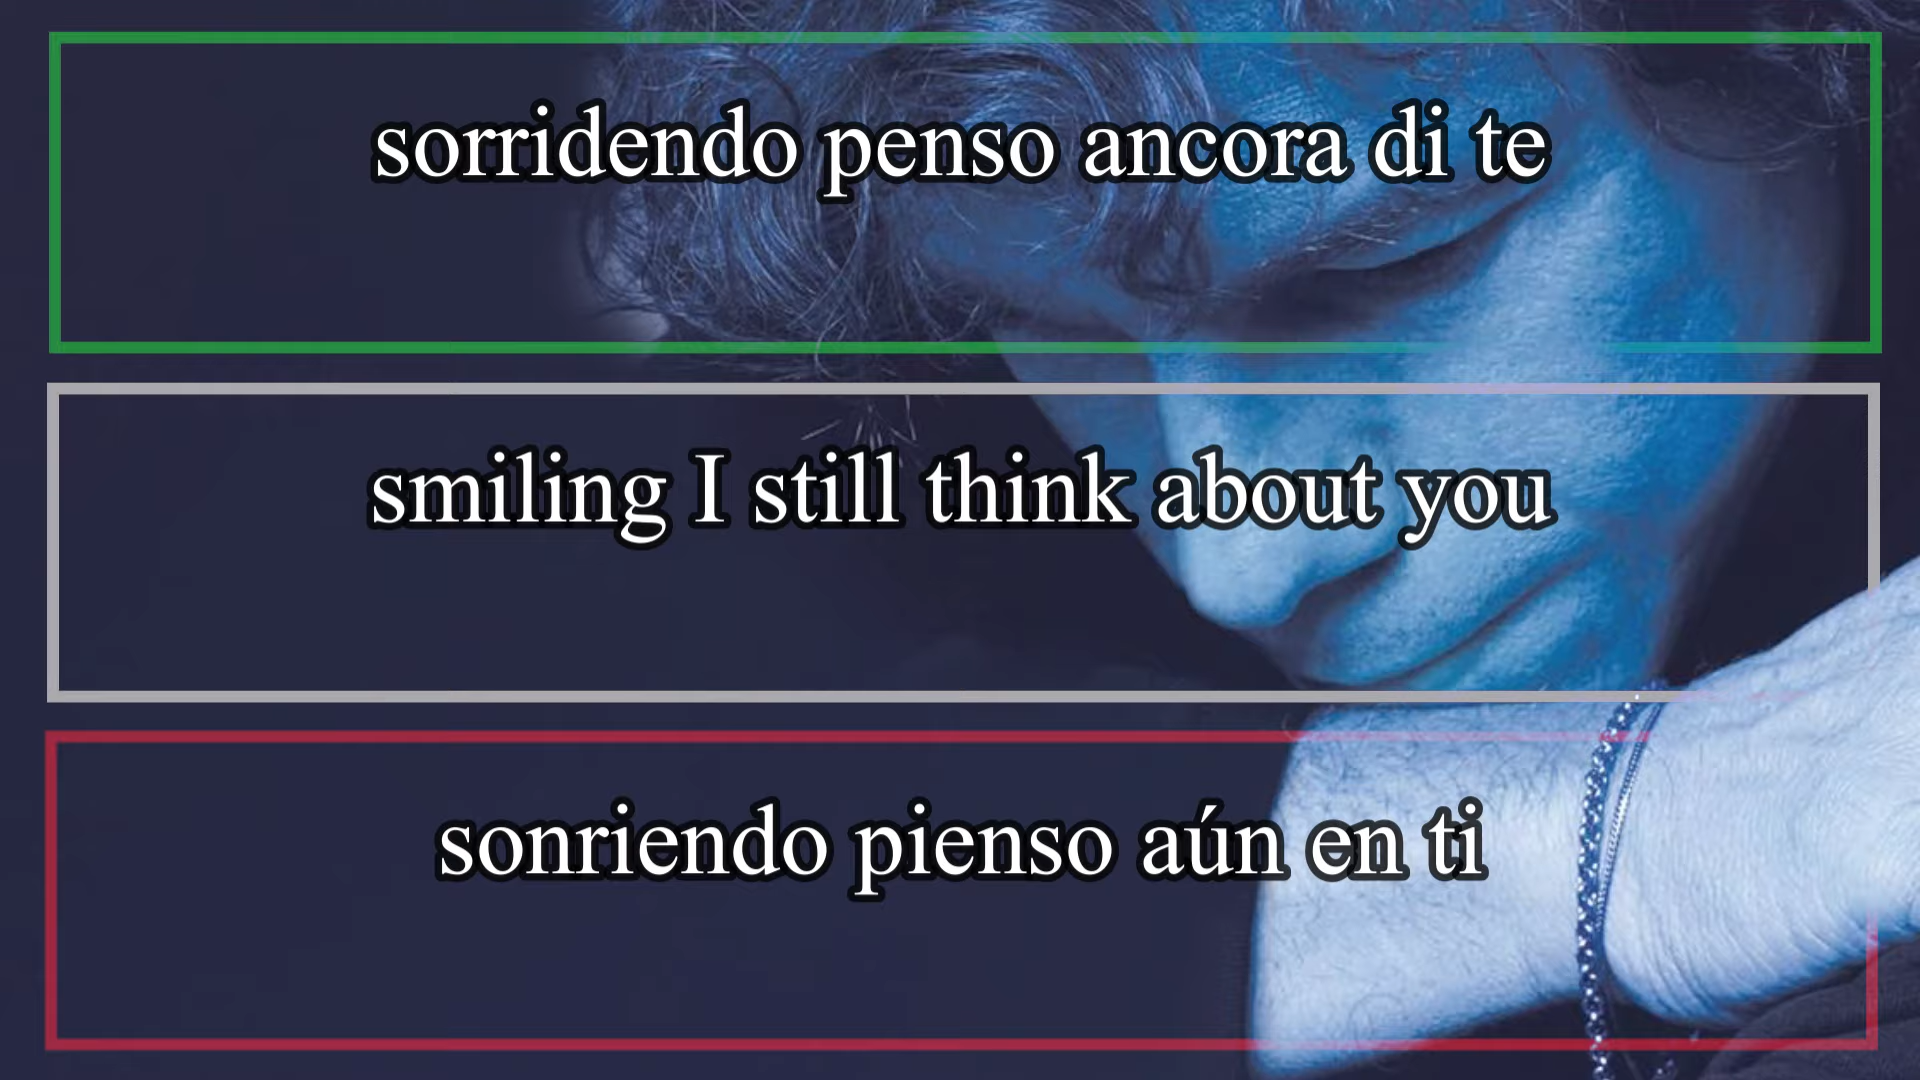 sorridendo penso ancora di te
smiling I still think about you
sonriendo pienso aún en ti